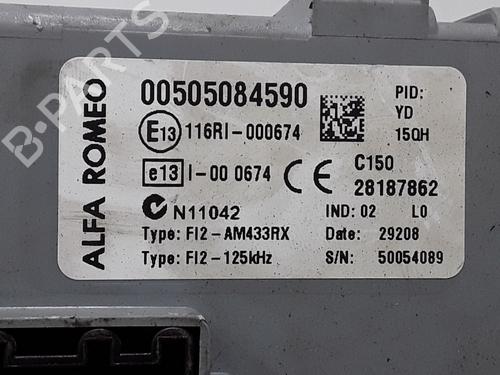 B-PARTS
ALFA ROMEO
00505084590
PID:
YD
15QH
E13 116RI-000674
e13 I-00 0674
CE
C150
28187862
N11042
IND: 02 L0
Type: FI2-AM433RX
Date: 29208
Type: FI2-125kHz
S/N: 50054089